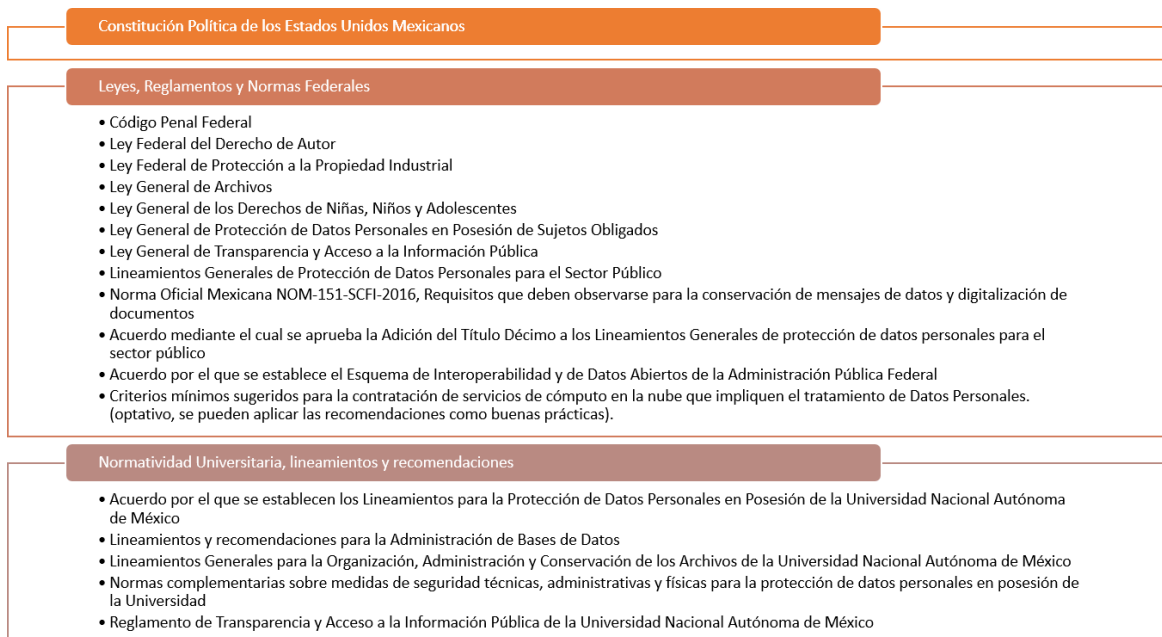 Constitución Política de los Estados Unidos Mexicanos
Leyes, Reglamentos y Normas Federales
• Código Penal Federal
• Ley Federal del Derecho de Autor
• Ley Federal de Protección a la Propiedad Industrial
• Ley General de Archivos
• Ley General de los Derechos de Niñas, Niños y Adolescentes
• Ley General de Protección de Datos Personales en Posesión de Sujetos Obligados
• Ley General de Transparencia y Acceso a la Información Pública
• Lineamientos Generales de Protección de Datos Personales para el Sector Público
• Norma Oficial Mexicana NOM-151-SCFI-2016, Requisitos que deben observarse para la conservación de mensajes de datos y digitalización de
documentos
• Acuerdo mediante el cual se aprueba la Adición del Título Décimo a los Lineamientos Generales de protección de datos personales para el
sector público
• Acuerdo por el que se establece el Esquema de Interoperabilidad y de Datos Abiertos de la Administración Pública Federal
• Criterios mínimos sugeridos para la contratación de servicios de cómputo en la nube que impliquen el tratamiento de Datos Personales.
(optativo, se pueden aplicar las recomendaciones como buenas prácticas).
Normatividad Universitaria, lineamientos y recomendaciones
• Acuerdo por el que se establecen los Lineamientos para la Protección de Datos Personales en Posesión de la Universidad Nacional Autónoma
de México
• Lineamientos y recomendaciones para la Administración de Bases de Datos
• Lineamientos Generales para la Organización, Administración y Conservación de los Archivos de la Universidad Nacional Autónoma de México
• Normas complementarias sobre medidas de seguridad técnicas, administrativas y físicas para la protección de datos personales en posesión de
la Universidad
• Reglamento de Transparencia y Acceso a la Información Pública de la Universidad Nacional Autónoma de México